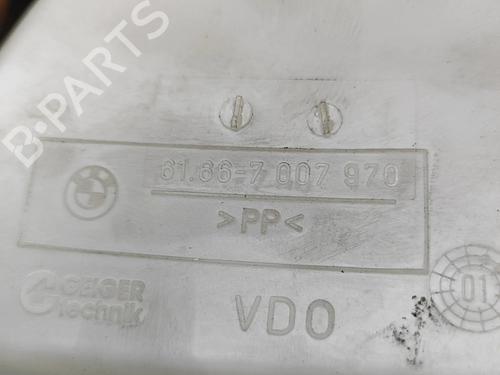 B-PARTS
61.66-7 007 970
>PP<
GEIGER
technik
VDO
01